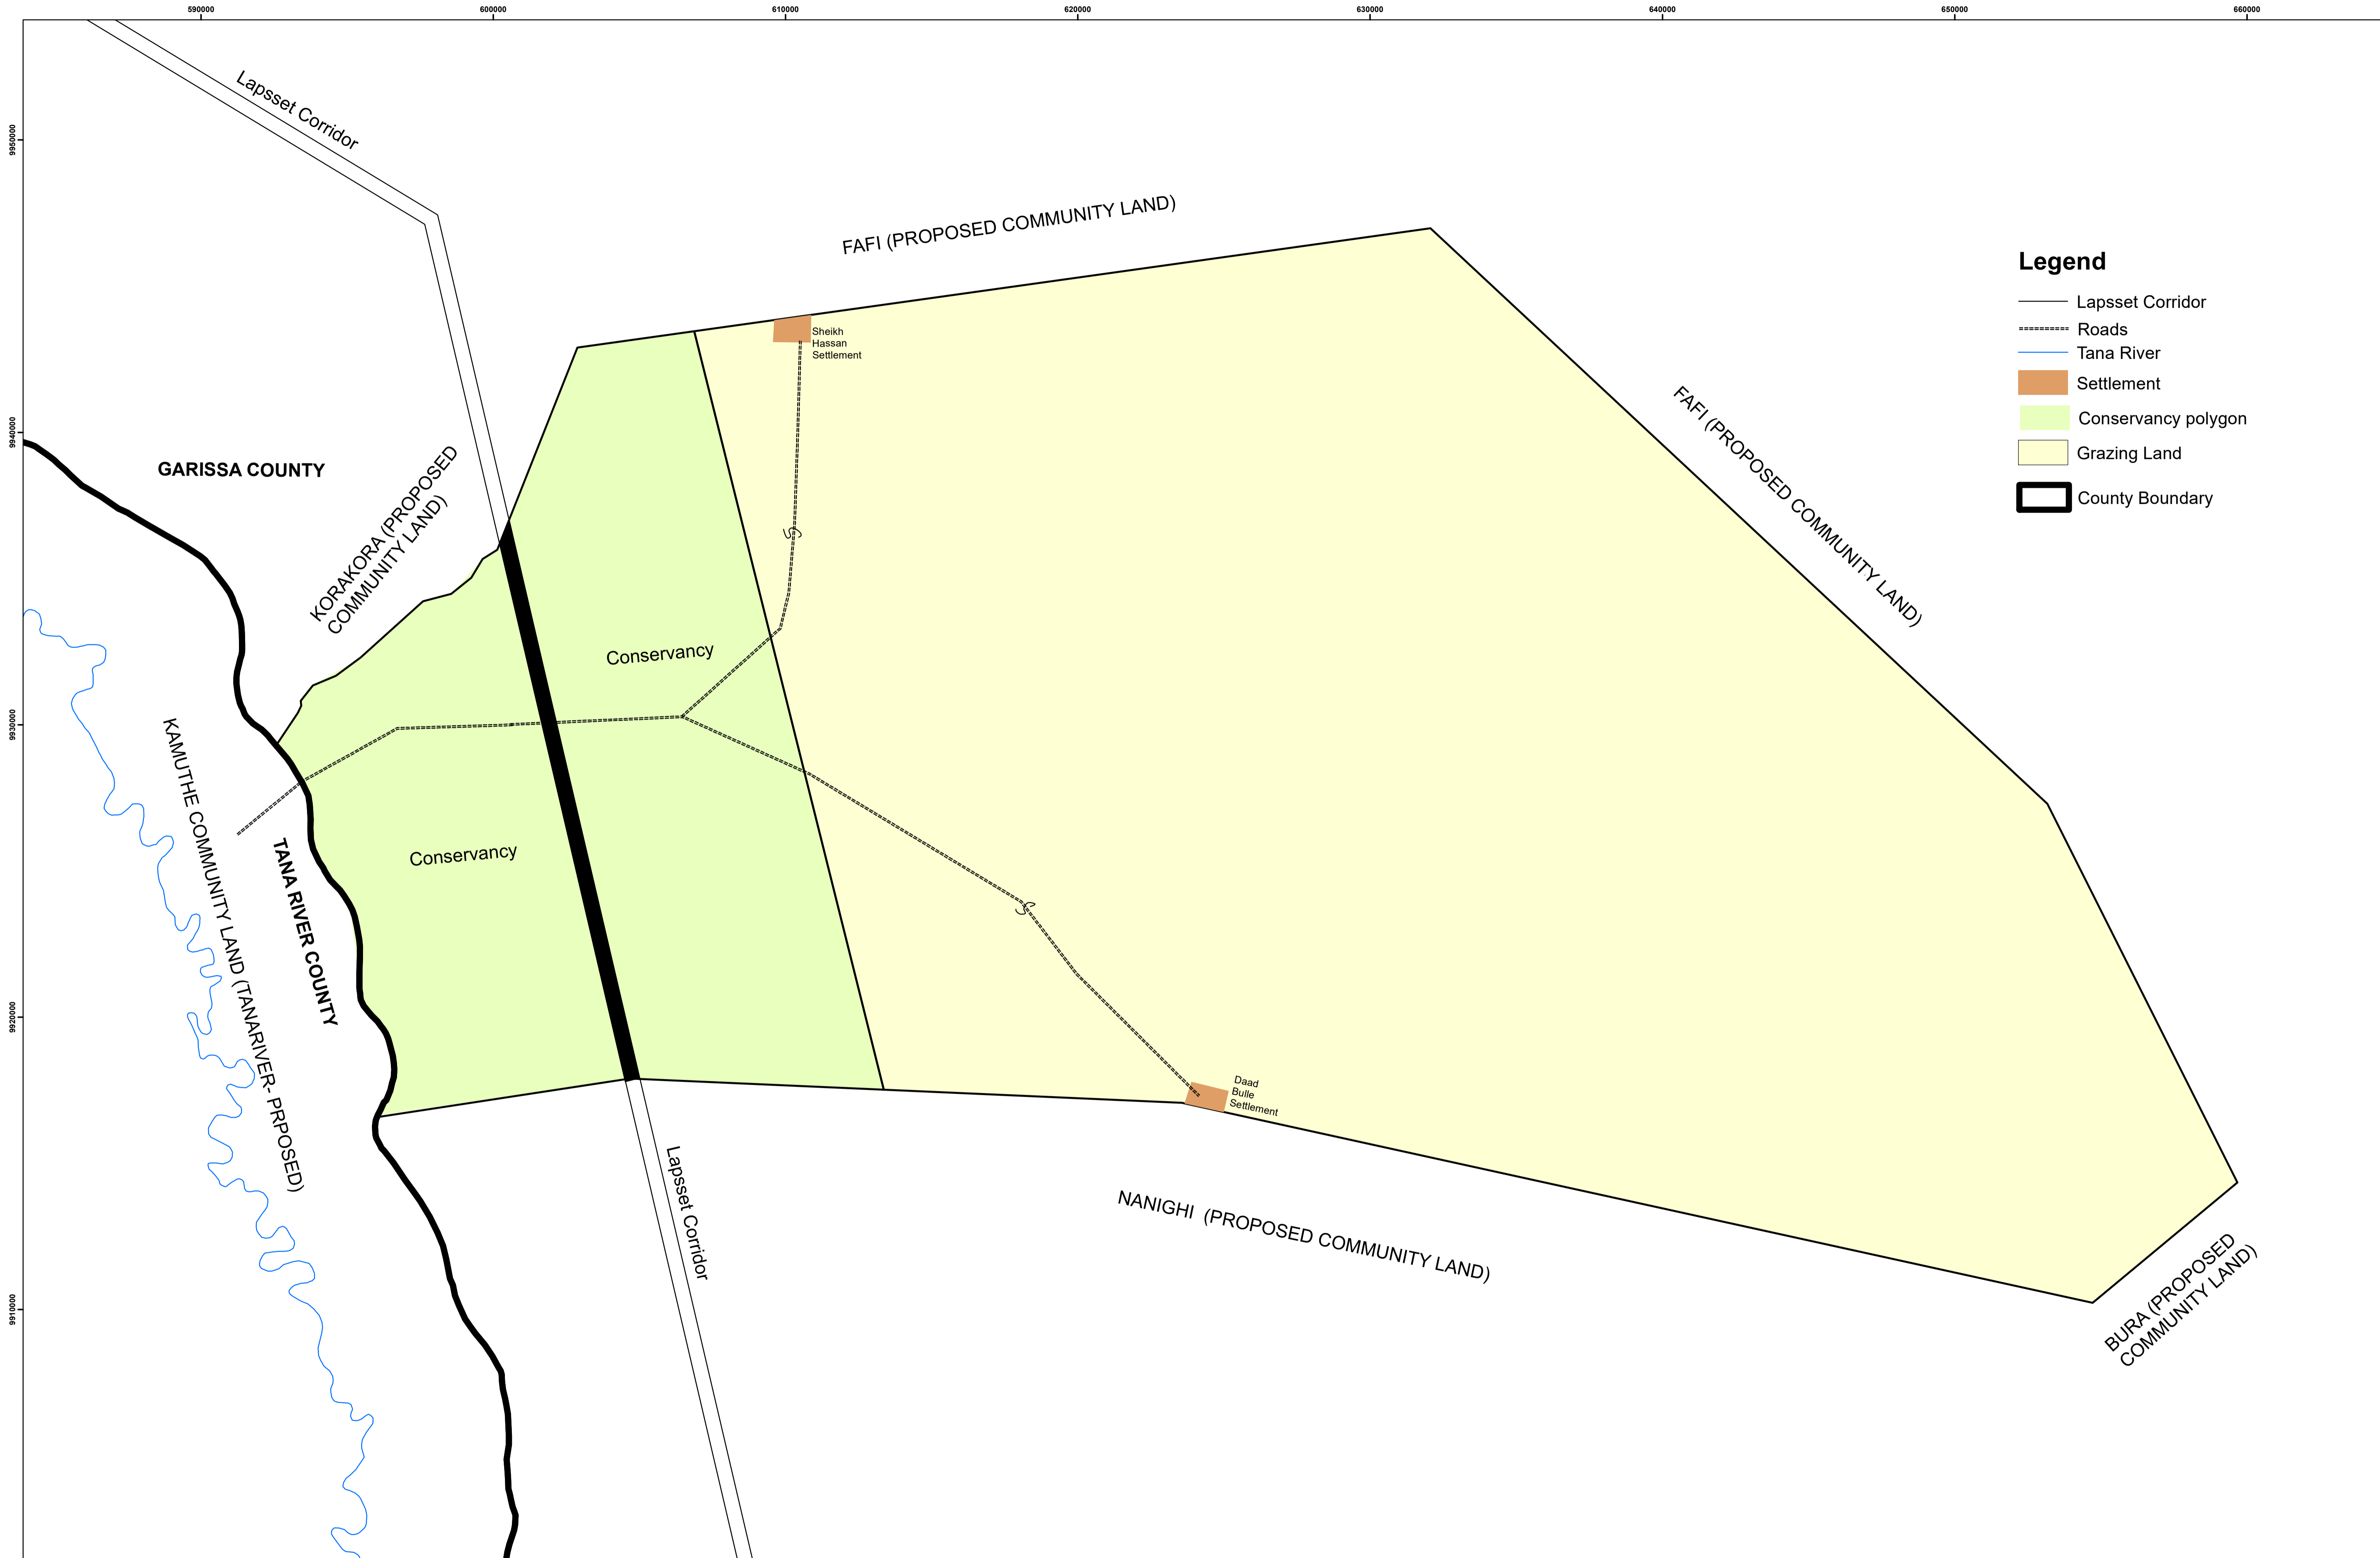 590000
600000
610000
620000
630000
640000
650000
660000
9950000
9940000
9930000
9920000
9910000
Lapsset Corridor
FAFI (PROPOSED COMMUNITY LAND)
Legend
Lapsset Corridor
Roads
Tana River
Settlement
Conservancy polygon
Grazing Land
County Boundary
Sheikh
Hassan
Settlement
FAFI (PROPOSED COMMUNITY LAND)
GARISSA COUNTY
KORAKORA (PROPOSED
COMMUNITY LAND)
S
Conservancy
KAMUTHE COMMUNITY LAND (TANARIVER- PRPOSED)
TANA RIVER COUNTY
Conservancy
S
Daad
Bulle
Settlement
Lapsset Corridor
NANIGHI (PROPOSED COMMUNITY LAND)
BURA (PROPOSED
COMMUNITY LAND)